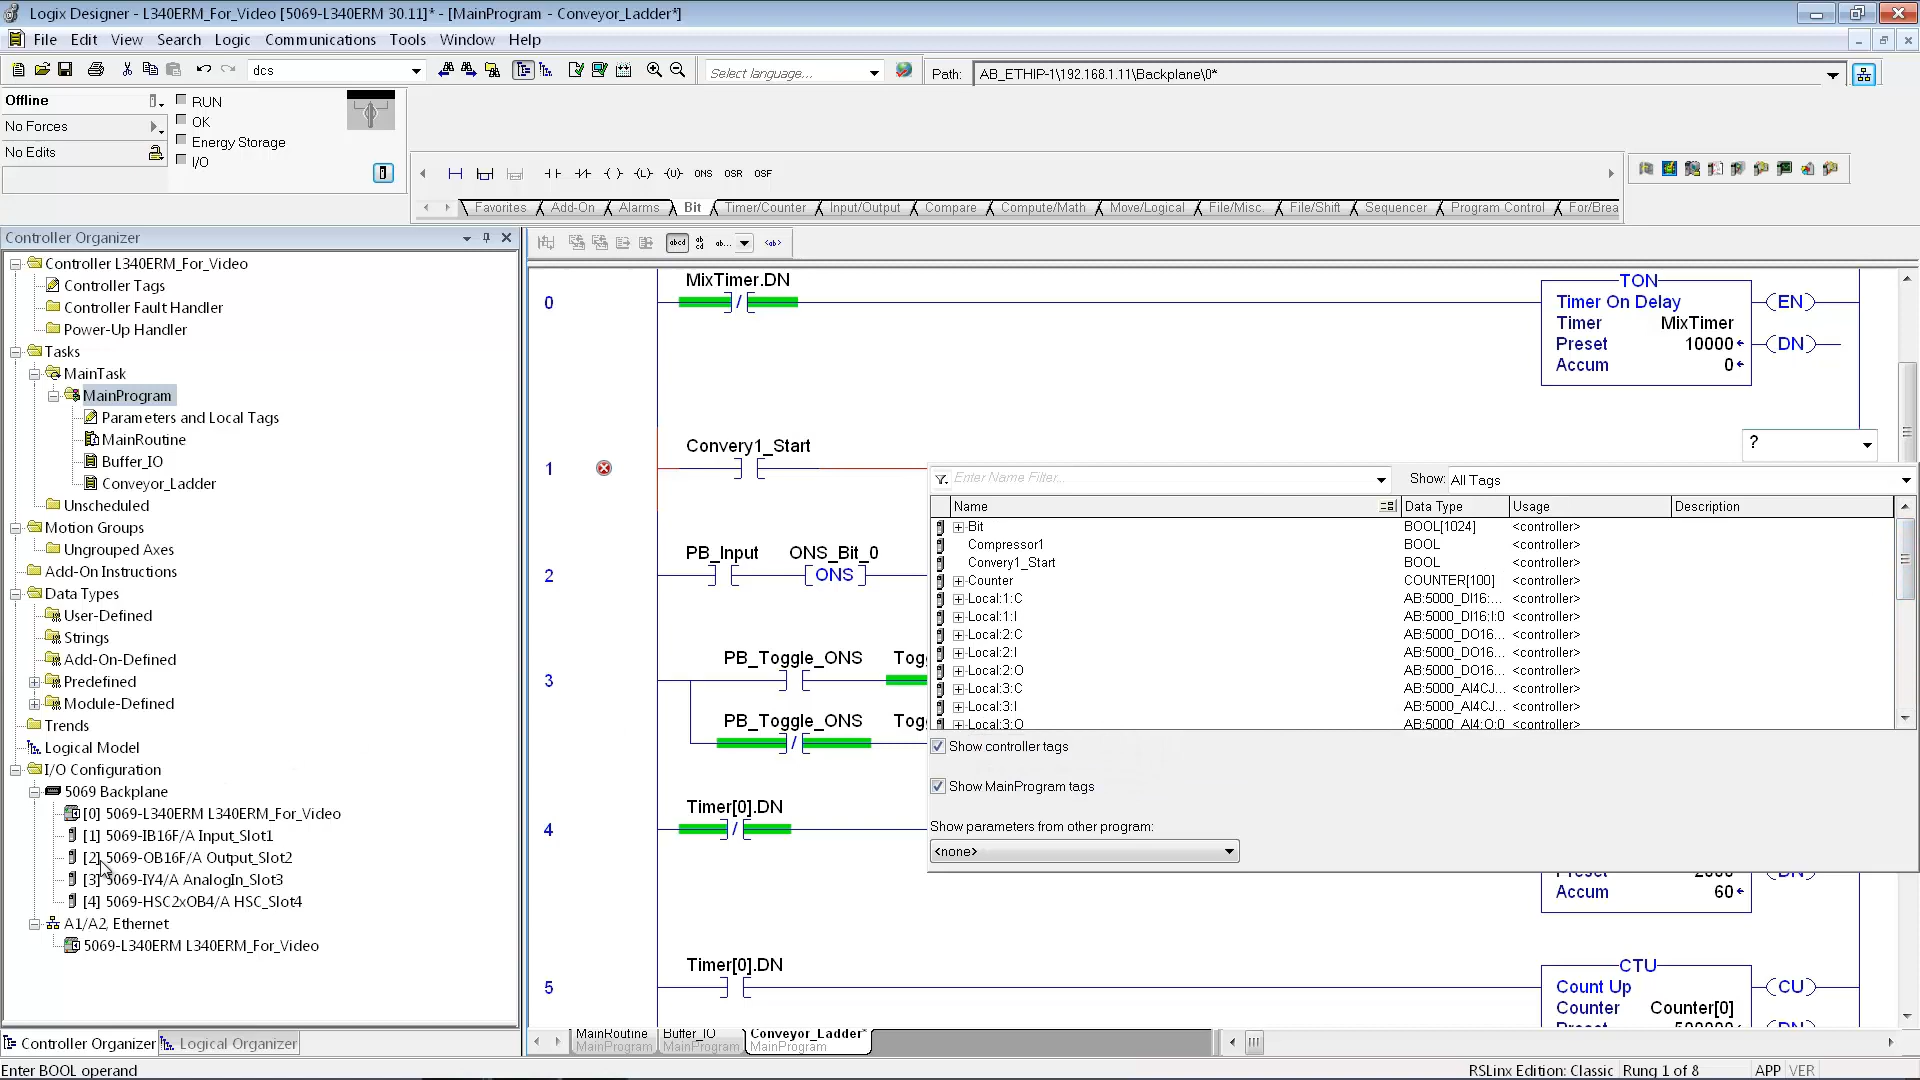 Logix Designer - L340ERM_For_Video [5069-L340ERM 30.11]* - [MainProgram - Conveyor_Ladder*]
File Edit View Search Logic Communications Tools Window Help
dcs
Select language...
Path: AB_ETHIP-1\192.168.1.11\Backplane\0*
Offline
No Forces
No Edits
RUN
OK
Energy Storage
I/O
ONS OSR OSF
Favorites Add-On Alarms Bit Timer/Counter Input/Output Compare Compute/Math Move/Logical File/Misc. File/Shift Sequencer Program Control For/Brea
Controller Organizer
Controller L340ERM_For_Video
Controller Tags
Controller Fault Handler
Power-Up Handler
Tasks
MainTask
MainProgram
Parameters and Local Tags
MainRoutine
Buffer_IO
Conveyor_Ladder
Unscheduled
Motion Groups
Ungrouped Axes
Add-On Instructions
Data Types
User-Defined
Strings
Add-On-Defined
Predefined
Module-Defined
Trends
Logical Model
I/O Configuration
5069 Backplane
[0] 5069-L340ERM L340ERM_For_Video
[1] 5069-IB16F/A Input_Slot1
[2] 5069-OB16F/A Output_Slot2
[3] 5069-IY4/A AnalogIn_Slot3
[4] 5069-HSC2xOB4/A HSC_Slot4
A1/A2, Ethernet
5069-L340ERM L340ERM_For_Video
Controller Organizer Logical Organizer
Enter BOOL operand
abcd ab cd ab... <ab>
0
MixTimer.DN
TON
Timer On Delay
Timer MixTimer
Preset 10000
Accum 0
EN
DN
1
Convery1_Start
?
2
PB_Input ONS_Bit_0
ONS
3
PB_Toggle_ONS Togg
PB_Toggle_ONS Togg
4
Timer[0].DN
Accum 60
5
Timer[0].DN
CTU
Count Up
Counter Counter[0]
CU
Enter Name Filter...
Show: All Tags
Name Data Type Usage Description
Bit BOOL[1024] <controller>
Compressor1 BOOL <controller>
Convery1_Start BOOL <controller>
Counter COUNTER[100] <controller>
Local:1:C AB:5000_DI16:... <controller>
Local:1:I AB:5000_DI16:I:0 <controller>
Local:2:C AB:5000_DO16... <controller>
Local:2:I AB:5000_DO16... <controller>
Local:2:O AB:5000_DO16... <controller>
Local:3:C AB:5000_AI4CJ... <controller>
Local:3:I AB:5000_AI4CJ... <controller>
Local:3:O AB:5000_AI4:O:0 <controller>
Show controller tags
Show MainProgram tags
Show parameters from other program:
<none>
MainRoutine Buffer_IO Conveyor_Ladder*
MainProgram MainProgram MainProgram
RSLinx Edition: Classic Rung 1 of 8 APP VER